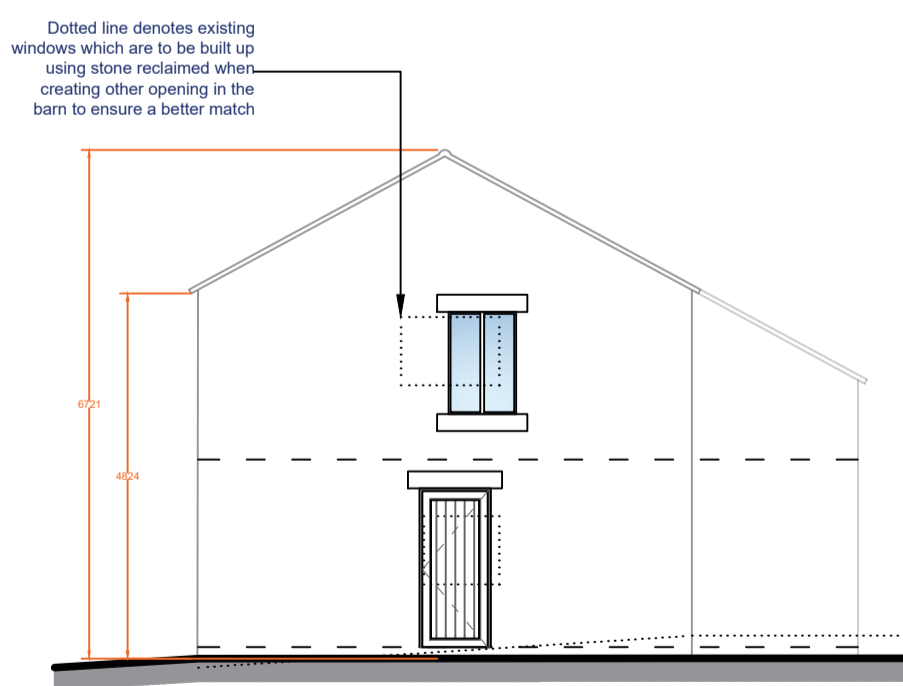 Dotted line denotes existing
windows which are to be built up
using stone reclaimed when
creating other opening in the
barn to ensure a better match
6721
4824